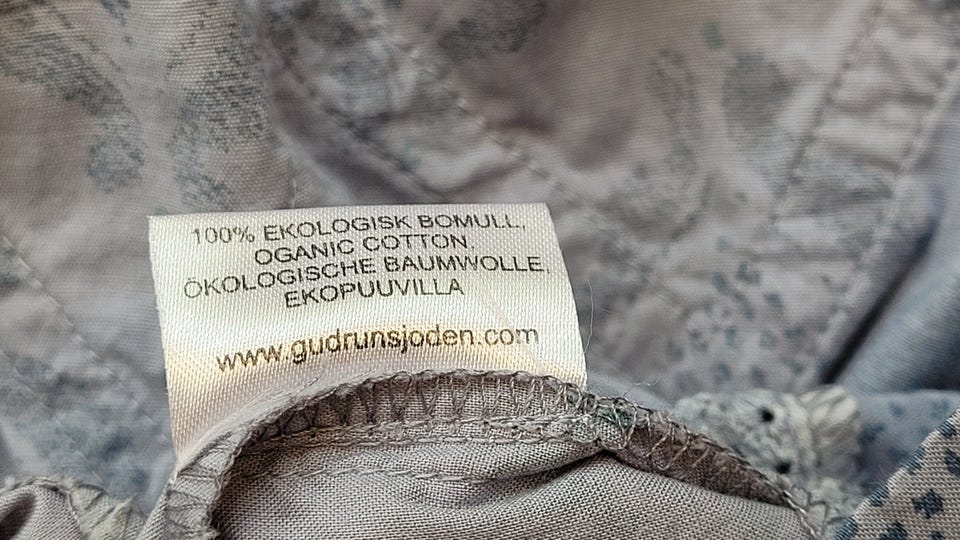 100% EKOLOGISK BOMULL,
OGANIC COTTON,
ÖKOLOGISCHE BAUMWOLLE,
EKOPUUVILLA
www.gudrunsjoden.com